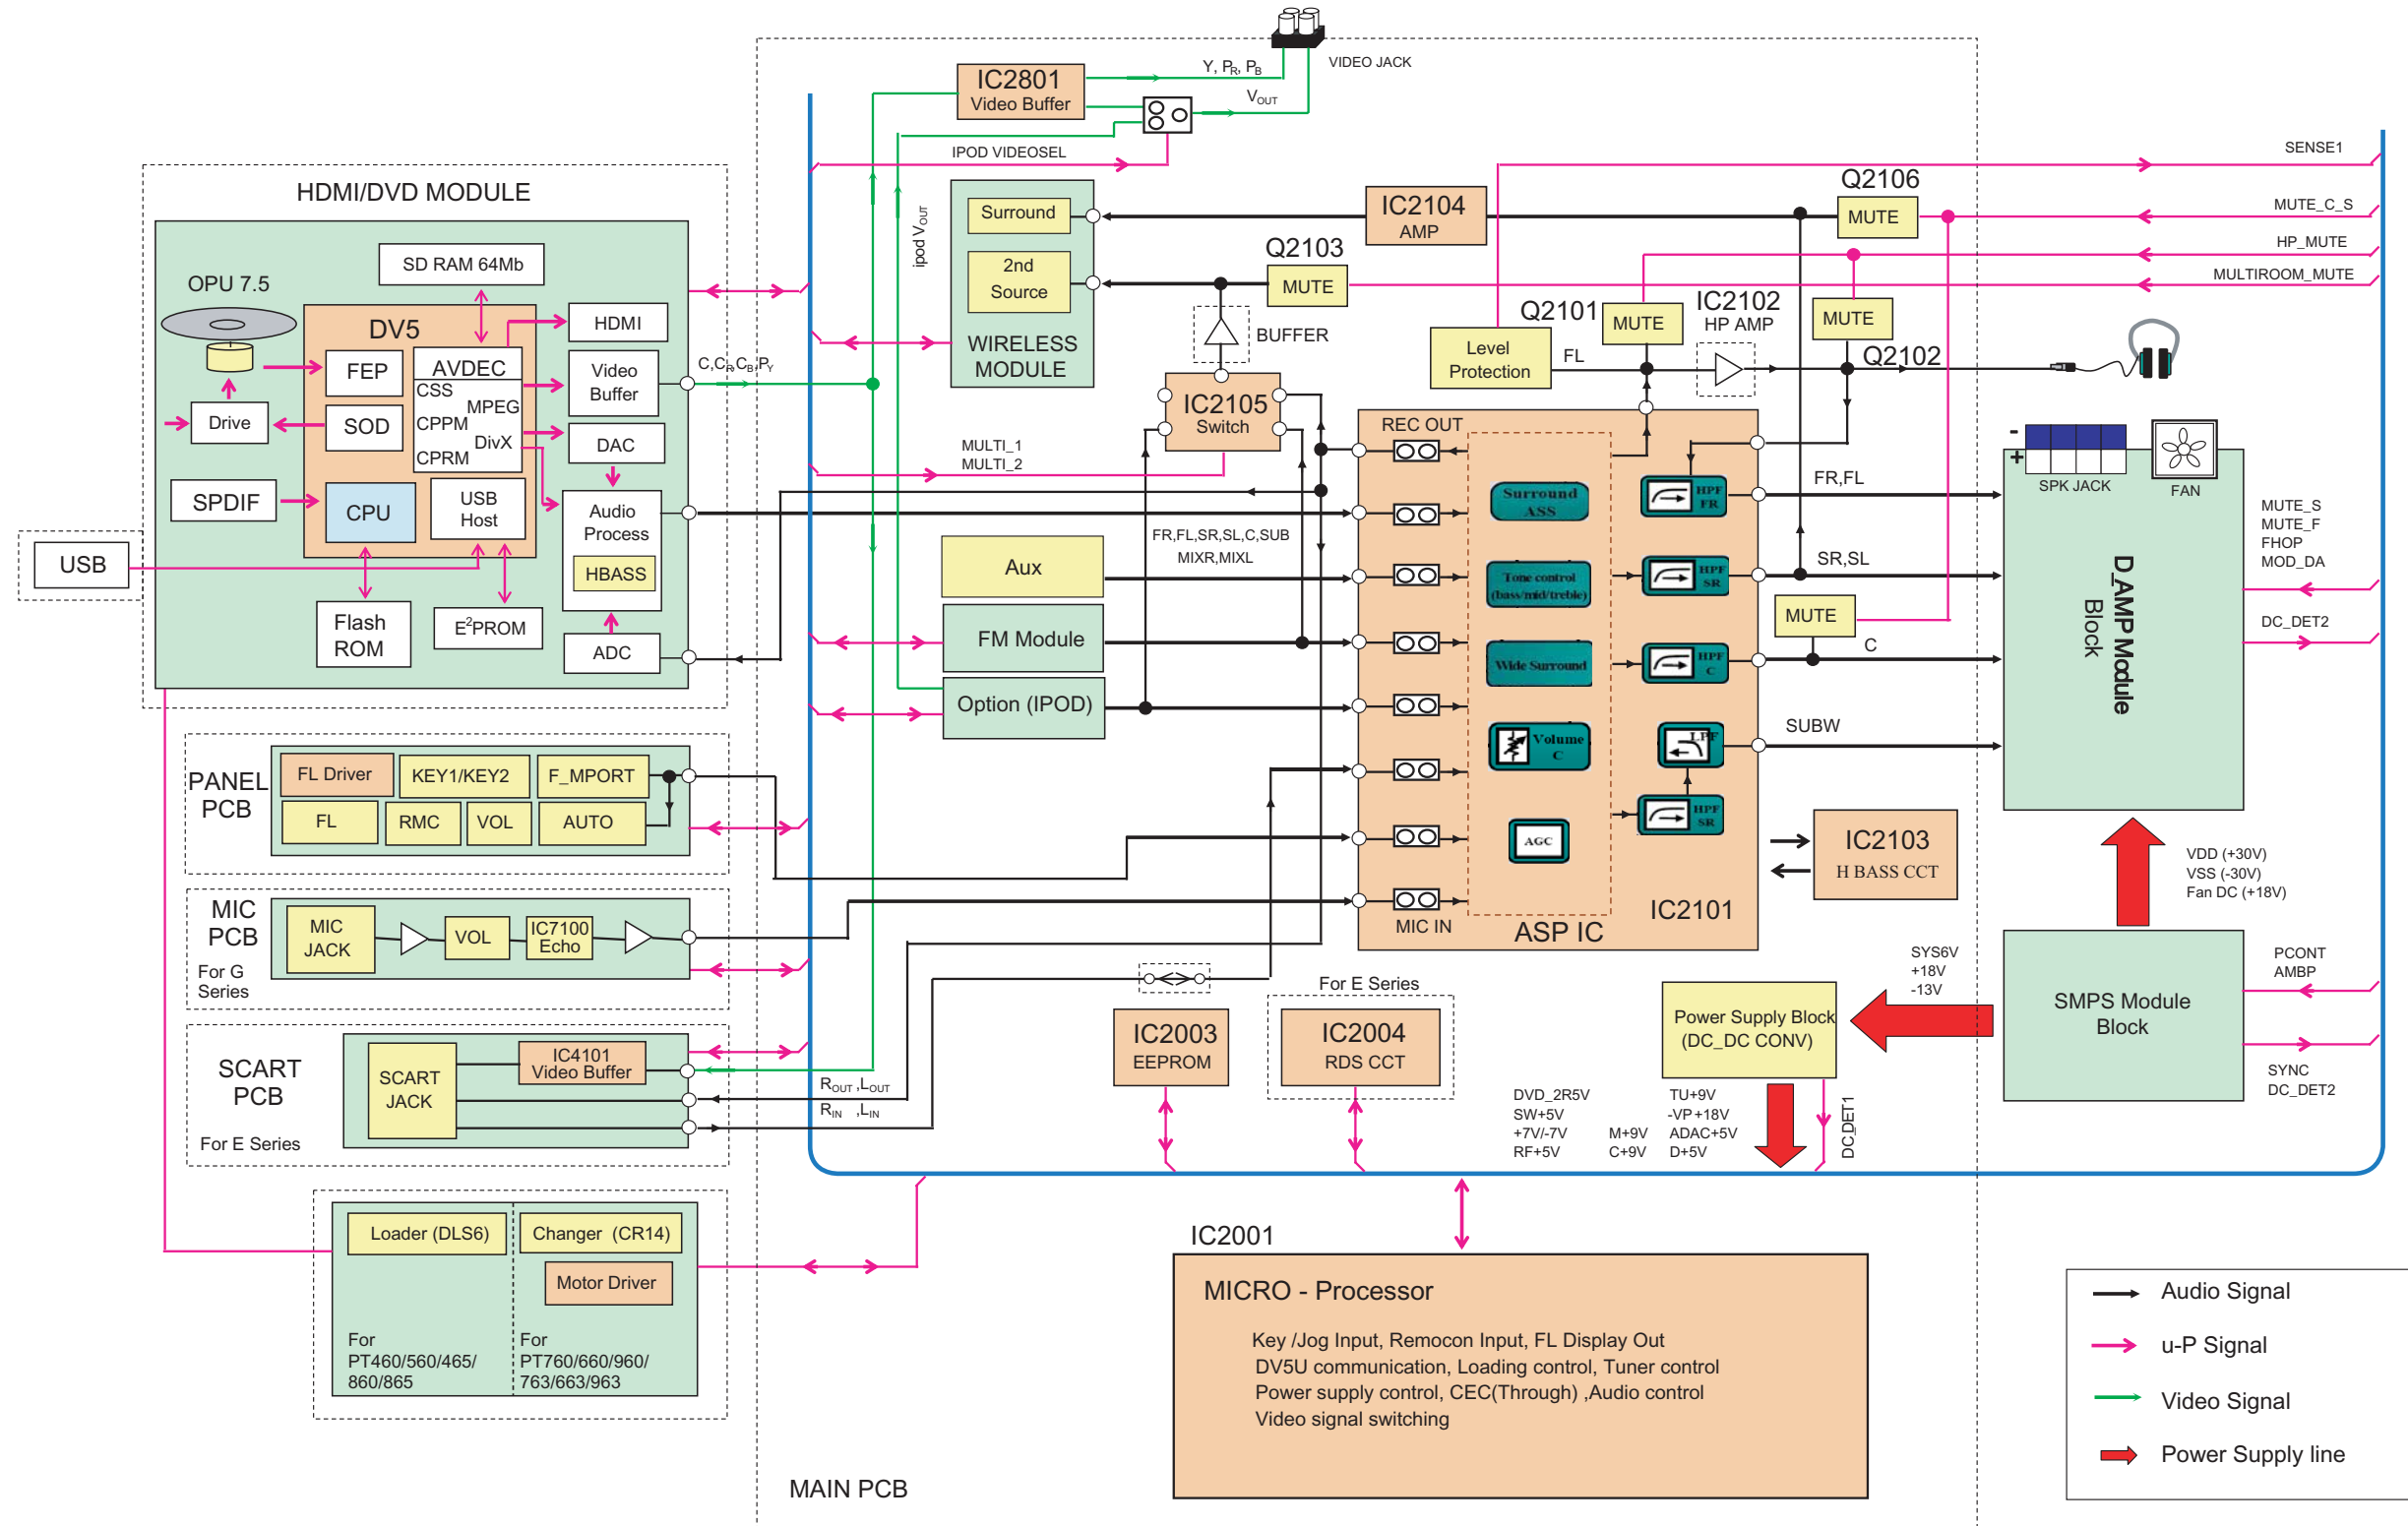 VIDEO JACK
IC2801
Video Buffer
Y, PR, PB
VOUT
IPOD VIDEOSEL
ipod VOUT
SENSE1
MUTE_C_S
HP_MUTE
MULTIROOM_MUTE
HDMI/DVD MODULE
OPU 7.5
SD RAM 64Mb
DV5
FEP
SOD
CPU
AVDEC
CSS
MPEG
CPPM
DivX
CPRM
USB
Host
HDMI
Video
Buffer
DAC
Audio
Process
HBASS
ADC
Drive
SPDIF
USB
Flash
ROM
E2PROM
C,CR,CB,PY
Surround
2nd
Source
WIRELESS
MODULE
IC2104
AMP
Q2106
MUTE
Q2103
MUTE
BUFFER
IC2105
Switch
MULTI_1
MULTI_2
Q2101
MUTE
Level
Protection
FL
IC2102
HP AMP
MUTE
Q2102
FR,FL,SR,SL,C,SUB
MIXR,MIXL
Aux
FM Module
Option (IPOD)
REC OUT
Surround
ASS
Tone control
(bass/mid/treble)
Wide Surround
Volume
C
AGC
HPF
FR
HPF
SR
HPF
C
LPF
HPF
SR
MIC IN
ASP IC
IC2101
FR,FL
SR,SL
MUTE
C
SUBW
IC2103
H BASS CCT
-
+
SPK JACK
FAN
D_AMP Module
Block
MUTE_S
MUTE_F
FHOP
MOD_DA
DC_DET2
VDD (+30V)
VSS (-30V)
Fan DC (+18V)
SMPS Module
Block
PCONT
AMBP
SYNC
DC_DET2
SYS6V
+18V
-13V
Power Supply Block
(DC_DC CONV)
DC_DET1
DVD_2R5V
SW+5V
+7V/-7V
RF+5V
M+9V
C+9V
TU+9V
-VP+18V
ADAC+5V
D+5V
PANEL
PCB
FL Driver
KEY1/KEY2
F_MPORT
FL
RMC
VOL
AUTO
MIC
PCB
For G
Series
MIC
JACK
VOL
IC7100
Echo
SCART
PCB
For E Series
SCART
JACK
IC4101
Video Buffer
ROUT ,LOUT
RIN ,LIN
IC2003
EEPROM
For E Series
IC2004
RDS CCT
Loader (DLS6)
Changer (CR14)
Motor Driver
For
PT460/560/465/
860/865
For
PT760/660/960/
763/663/963
IC2001
MICRO - Processor
Key /Jog Input, Remocon Input, FL Display Out
DV5U communication, Loading control, Tuner control
Power supply control, CEC(Through) ,Audio control
Video signal switching
MAIN PCB
Audio Signal
u-P Signal
Video Signal
Power Supply line